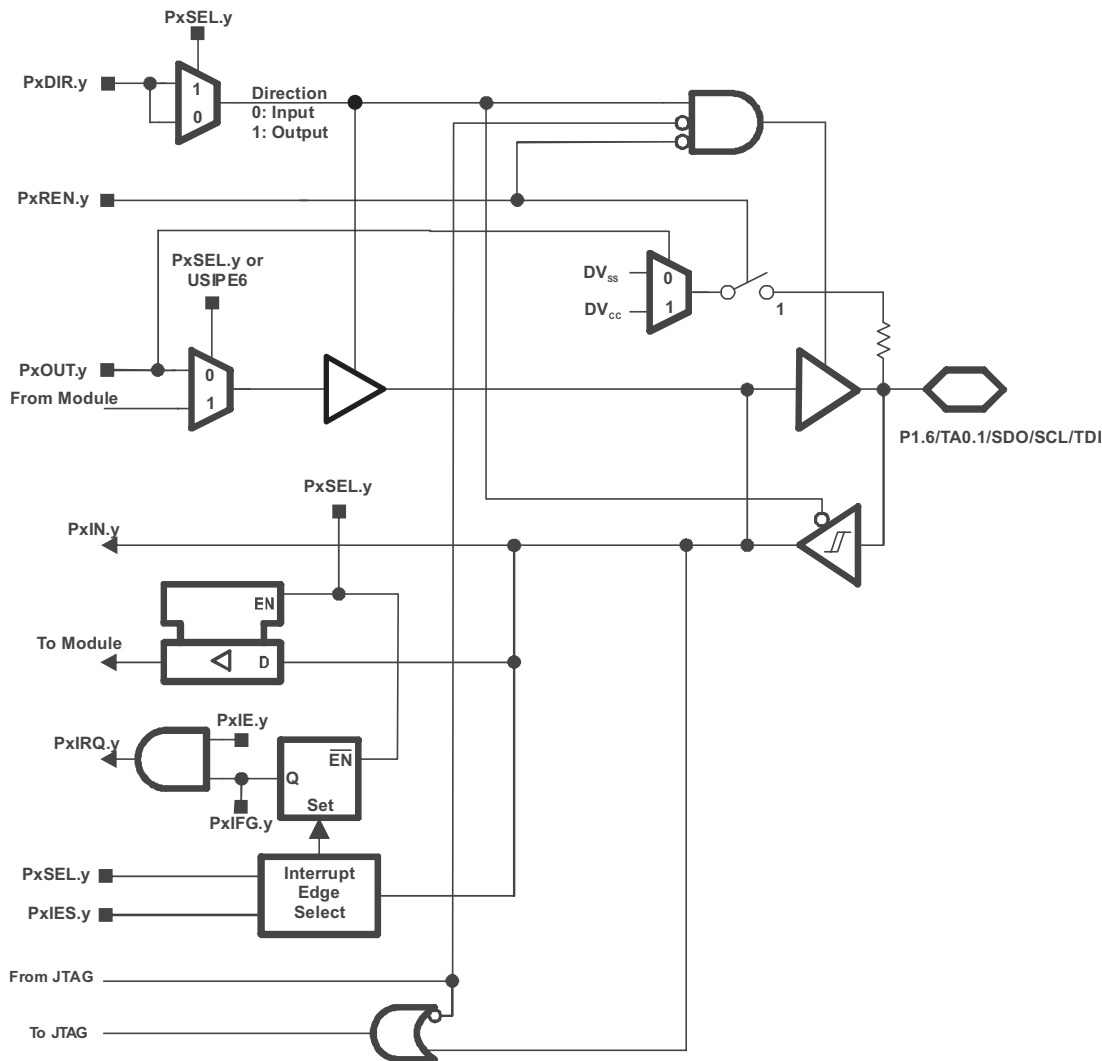 PxSEL.y
PxDIR.y
1
0
Direction
0: Input
1: Output
PxREN.y
PxSEL.y or
USIPE6
DVSS
0
DVCC
1
1
PxOUT.y
0
From Module
1
P1.6/TA0.1/SDO/SCL/TDI
PxSEL.y
PxIN.y
EN
To Module
D
PxIE.y
PxIRQ.y
EN
Q
Set
PxIFG.y
PxSEL.y
Interrupt
Edge
Select
PxIES.y
From JTAG
To JTAG